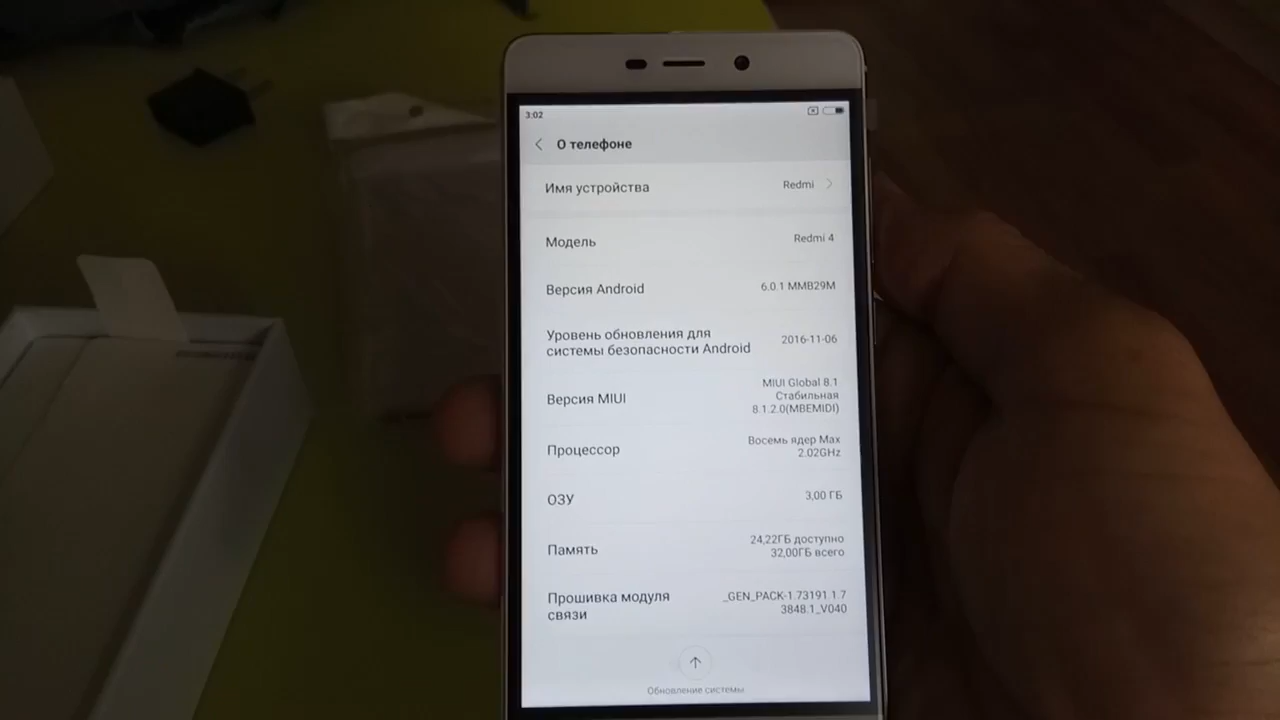 3:02
О телефоне
Имя устройства
Redmi
Модель
Redmi 4
Версия Android
6.0.1 MMB29M
Уровень обновления для
системы безопасности Android
2016-11-06
Версия MIUI
MIUI Global 8.1
Стабильная
8.1.2.0(MBEMIDI)
Процессор
Восемь ядер Max
2.02GHz
ОЗУ
3,00 ГБ
Память
24,22ГБ доступно
32,00ГБ всего
Прошивка модуля
связи
_GEN_PACK-1.73191.1.7
3848.1_V040
Обновление системы